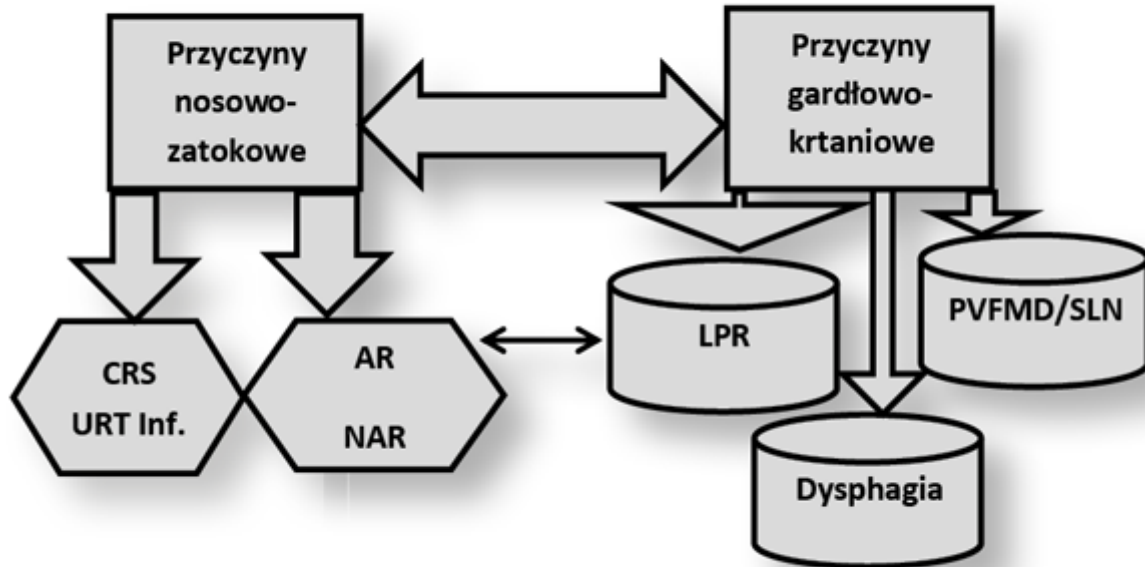 Przyczyny
nosowo-
zatokowe
Przyczyny
gardłowo-
krtaniowe
CRS
URT Inf.
AR
NAR
LPR
PVFMD/SLN
Dysphagia